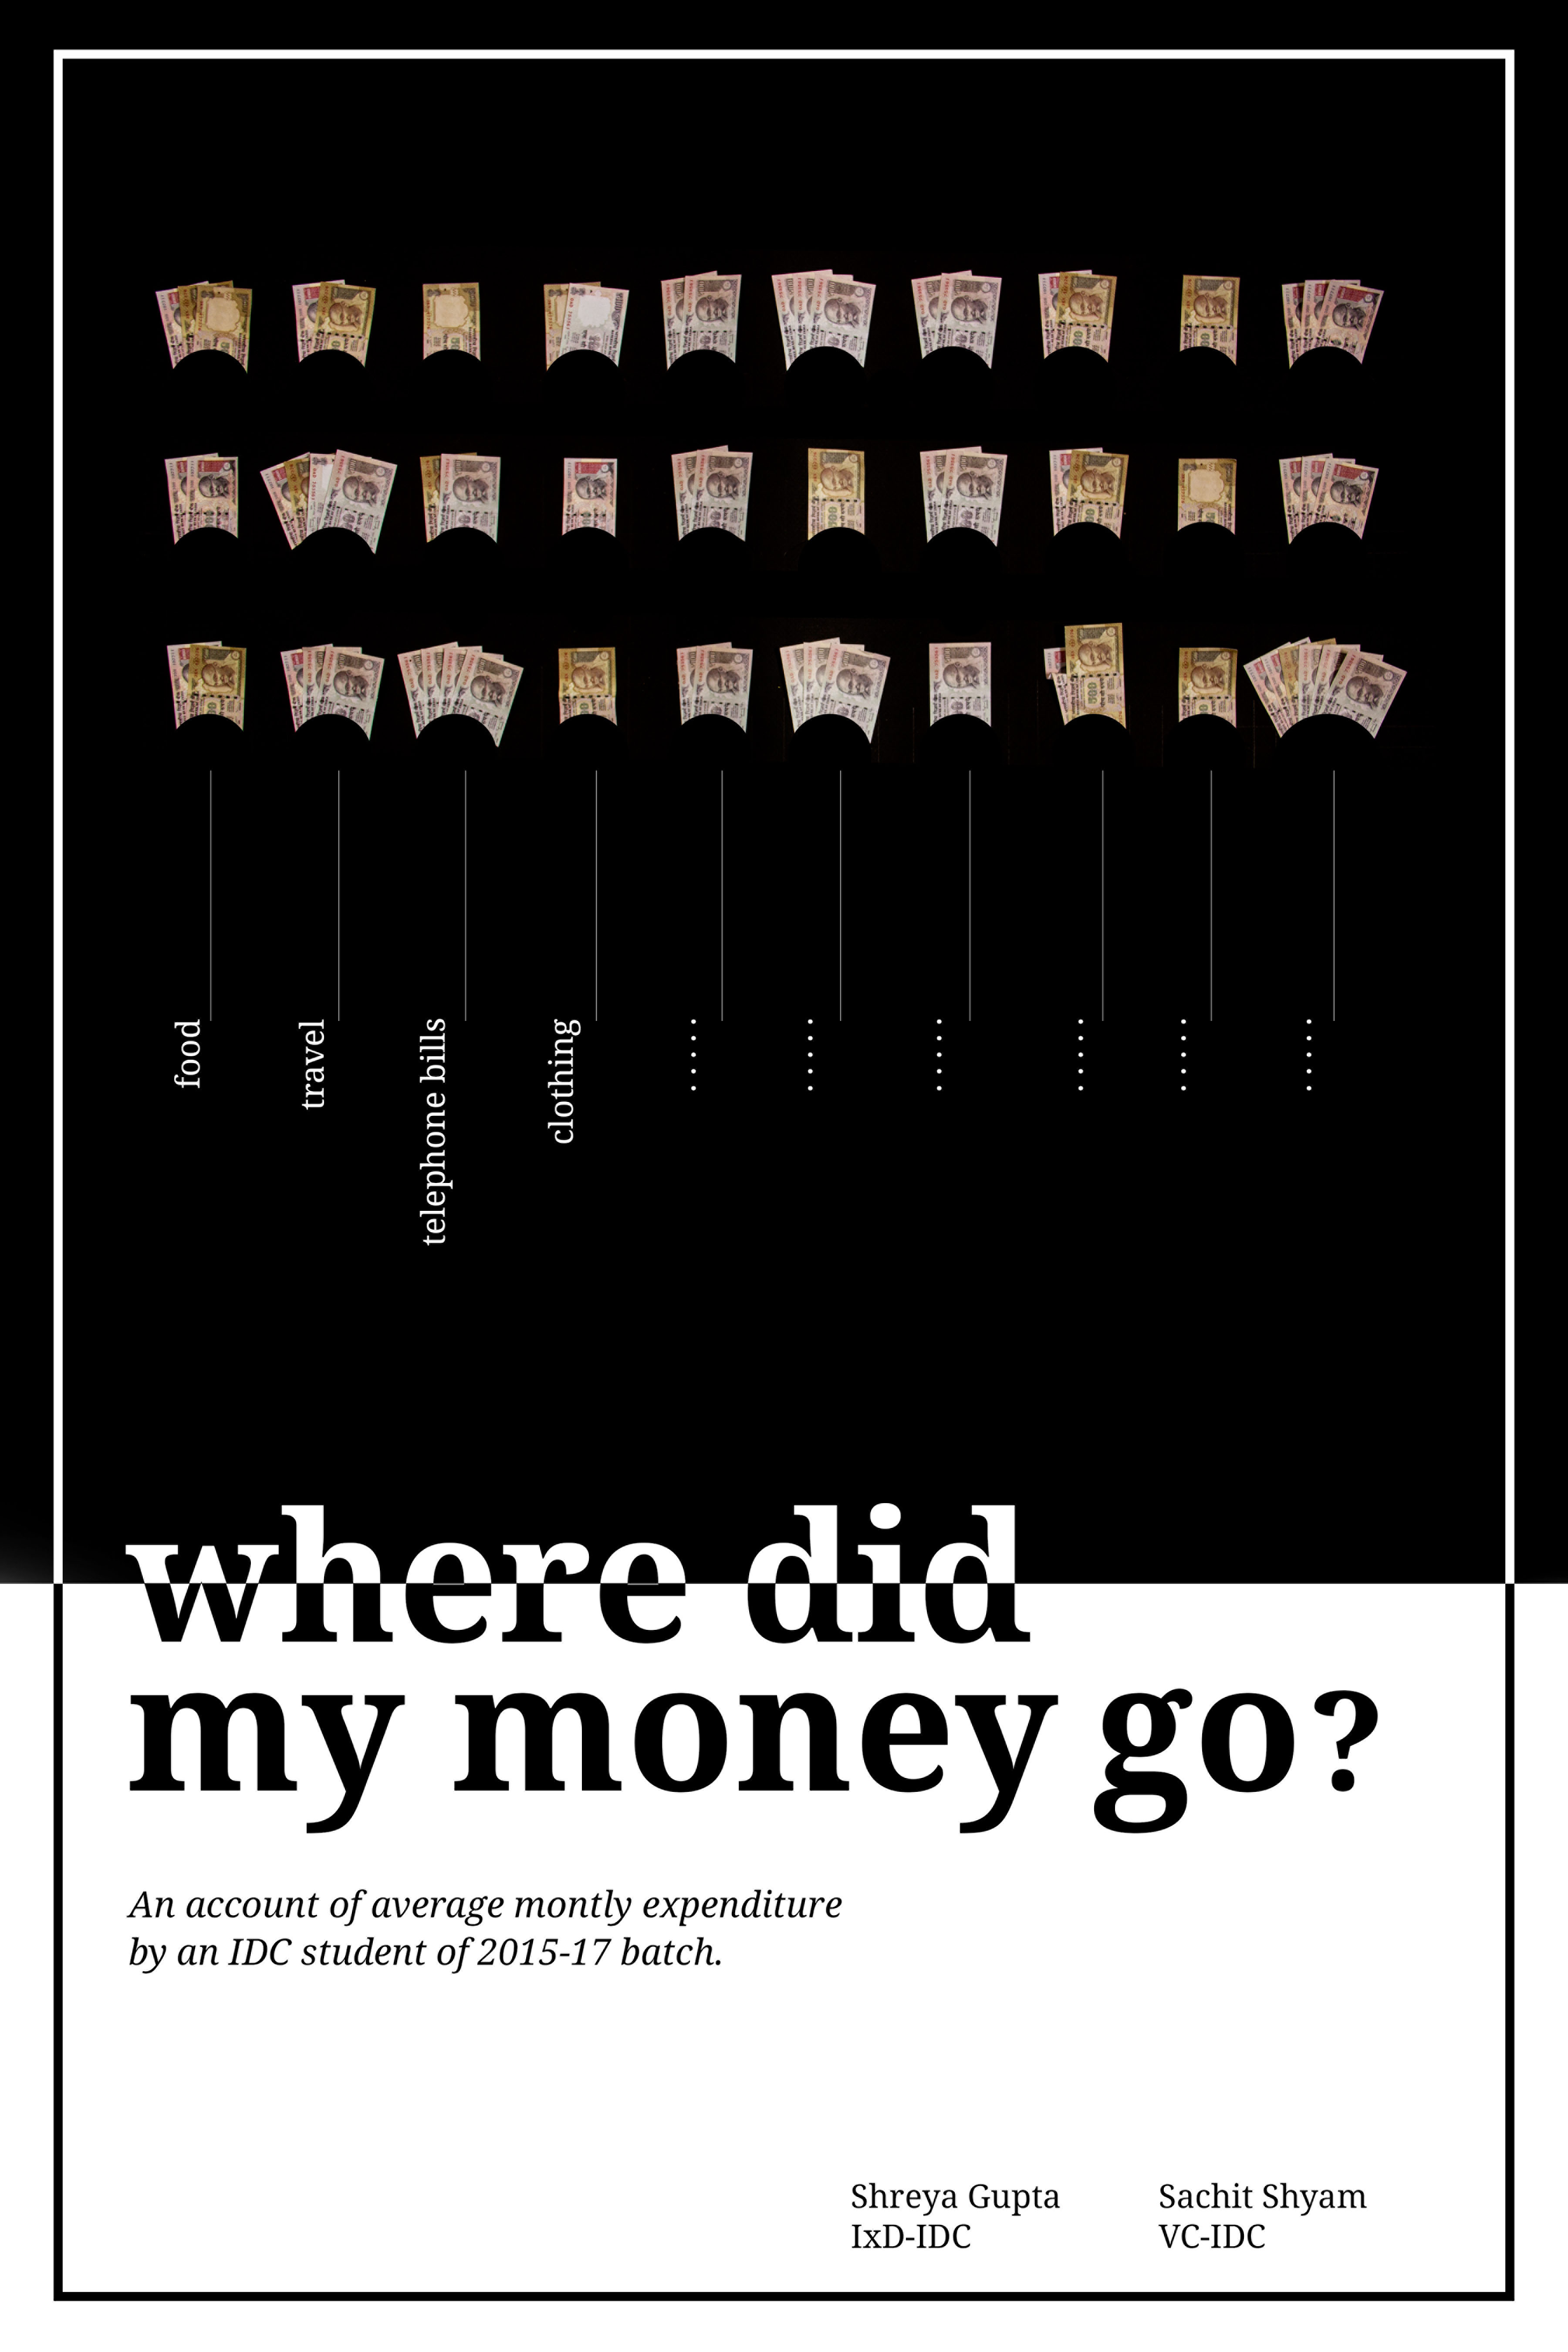 food
travel
telephone bills
clothing
.....
.....
.....
.....
.....
.....
where did
my money go?
An account of average montly expenditure
by an IDC student of 2015-17 batch.
Shreya Gupta
IxD-IDC
Sachit Shyam
VC-IDC